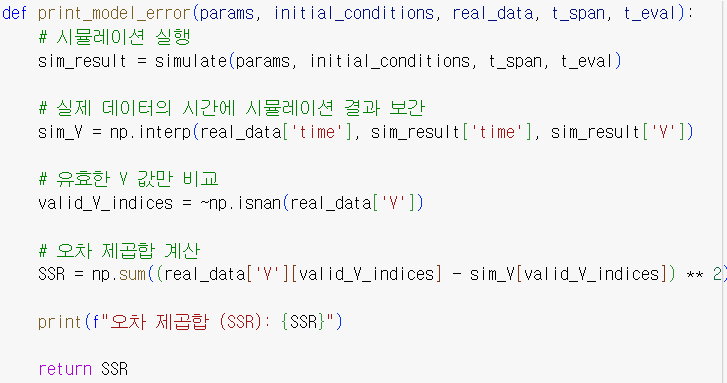 def print_model_error(params, initial_conditions, real_data, t_span, t_eval):
    # 시뮬레이션 실행
    sim_result = simulate(params, initial_conditions, t_span, t_eval)

    # 실제 데이터의 시간에 시뮬레이션 결과 보간
    sim_V = np.interp(real_data['time'], sim_result['time'], sim_result['V'])

    # 유효한 V 값만 비교
    valid_V_indices = ~np.isnan(real_data['V'])

    # 오차 제곱합 계산
    SSR = np.sum((real_data['V'][valid_V_indices] - sim_V[valid_V_indices]) ** 2)

    print(f"오차 제곱합 (SSR): {SSR}")

    return SSR